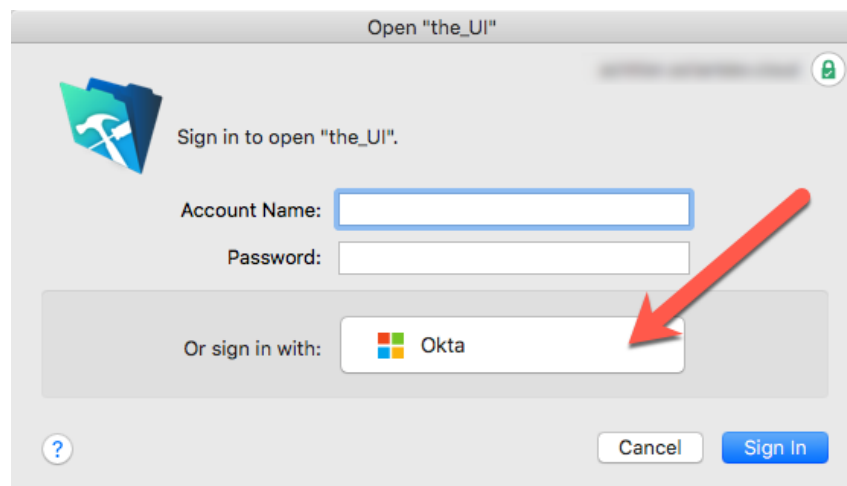 Open "the_UI"
Sign in to open "the_UI".
Account Name:
Password:
Or sign in with:
Okta
?
Cancel
Sign In